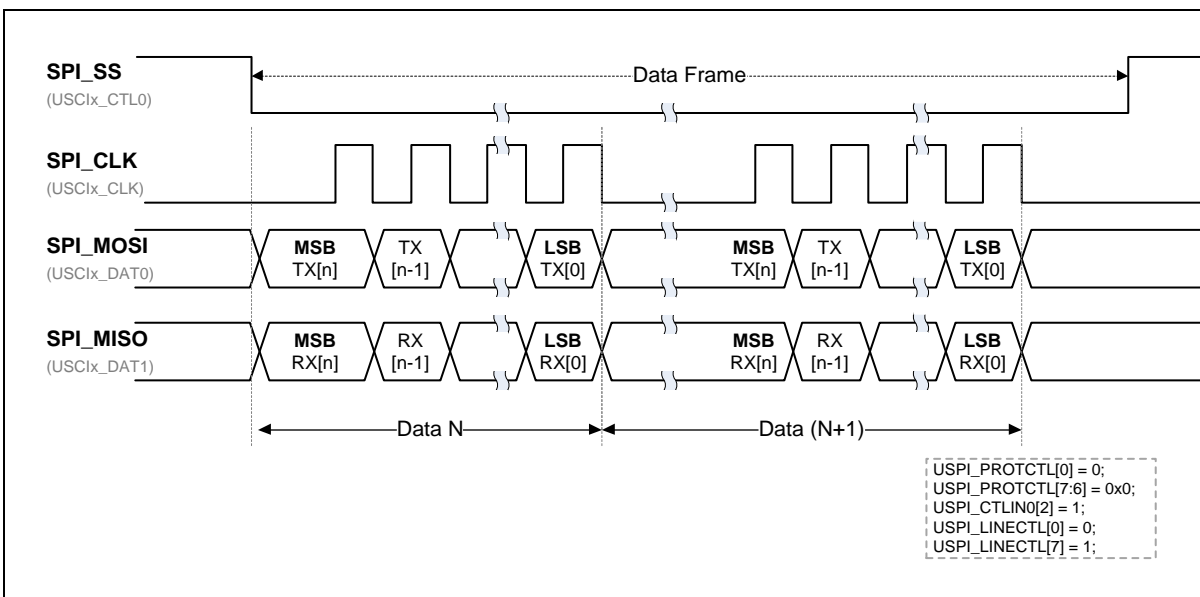 SPI_SS
(USCIx_CTL0)
Data Frame
SPI_CLK
(USCIx_CLK)
SPI_MOSI
(USCIx_DAT0)
MSB TX LSB MSB TX LSB
TX[n] [n-1] TX[0] TX[n] [n-1] TX[0]
SPI_MISO
(USCIx_DAT1)
MSB RX LSB MSB RX LSB
RX[n] [n-1] RX[0] RX[n] [n-1] RX[0]
Data N Data (N+1)
USPI_PROTCTL[0] = 0;
USPI_PROTCTL[7:6] = 0x0;
USPI_CTLIN0[2] = 1;
USPI_LINECTL[0] = 0;
USPI_LINECTL[7] = 1;